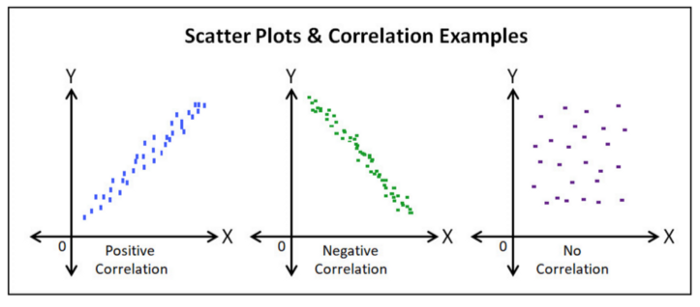 Scatter Plots & Correlation Examples
Y
Y
Y
X
X
X
0
0
0
Positive
Correlation
Negative
Correlation
No
Correlation